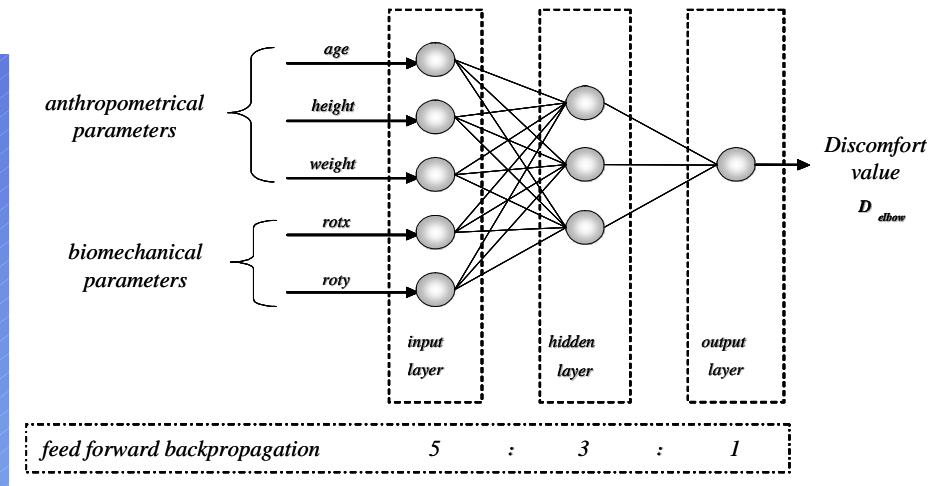 age
anthropometrical
parameters
height
weight
rotx
biomechanical
parameters
roty
Discomfort
value
D elbow
input
layer
hidden
layer
output
layer
feed forward backpropagation 5 : 3 : 1